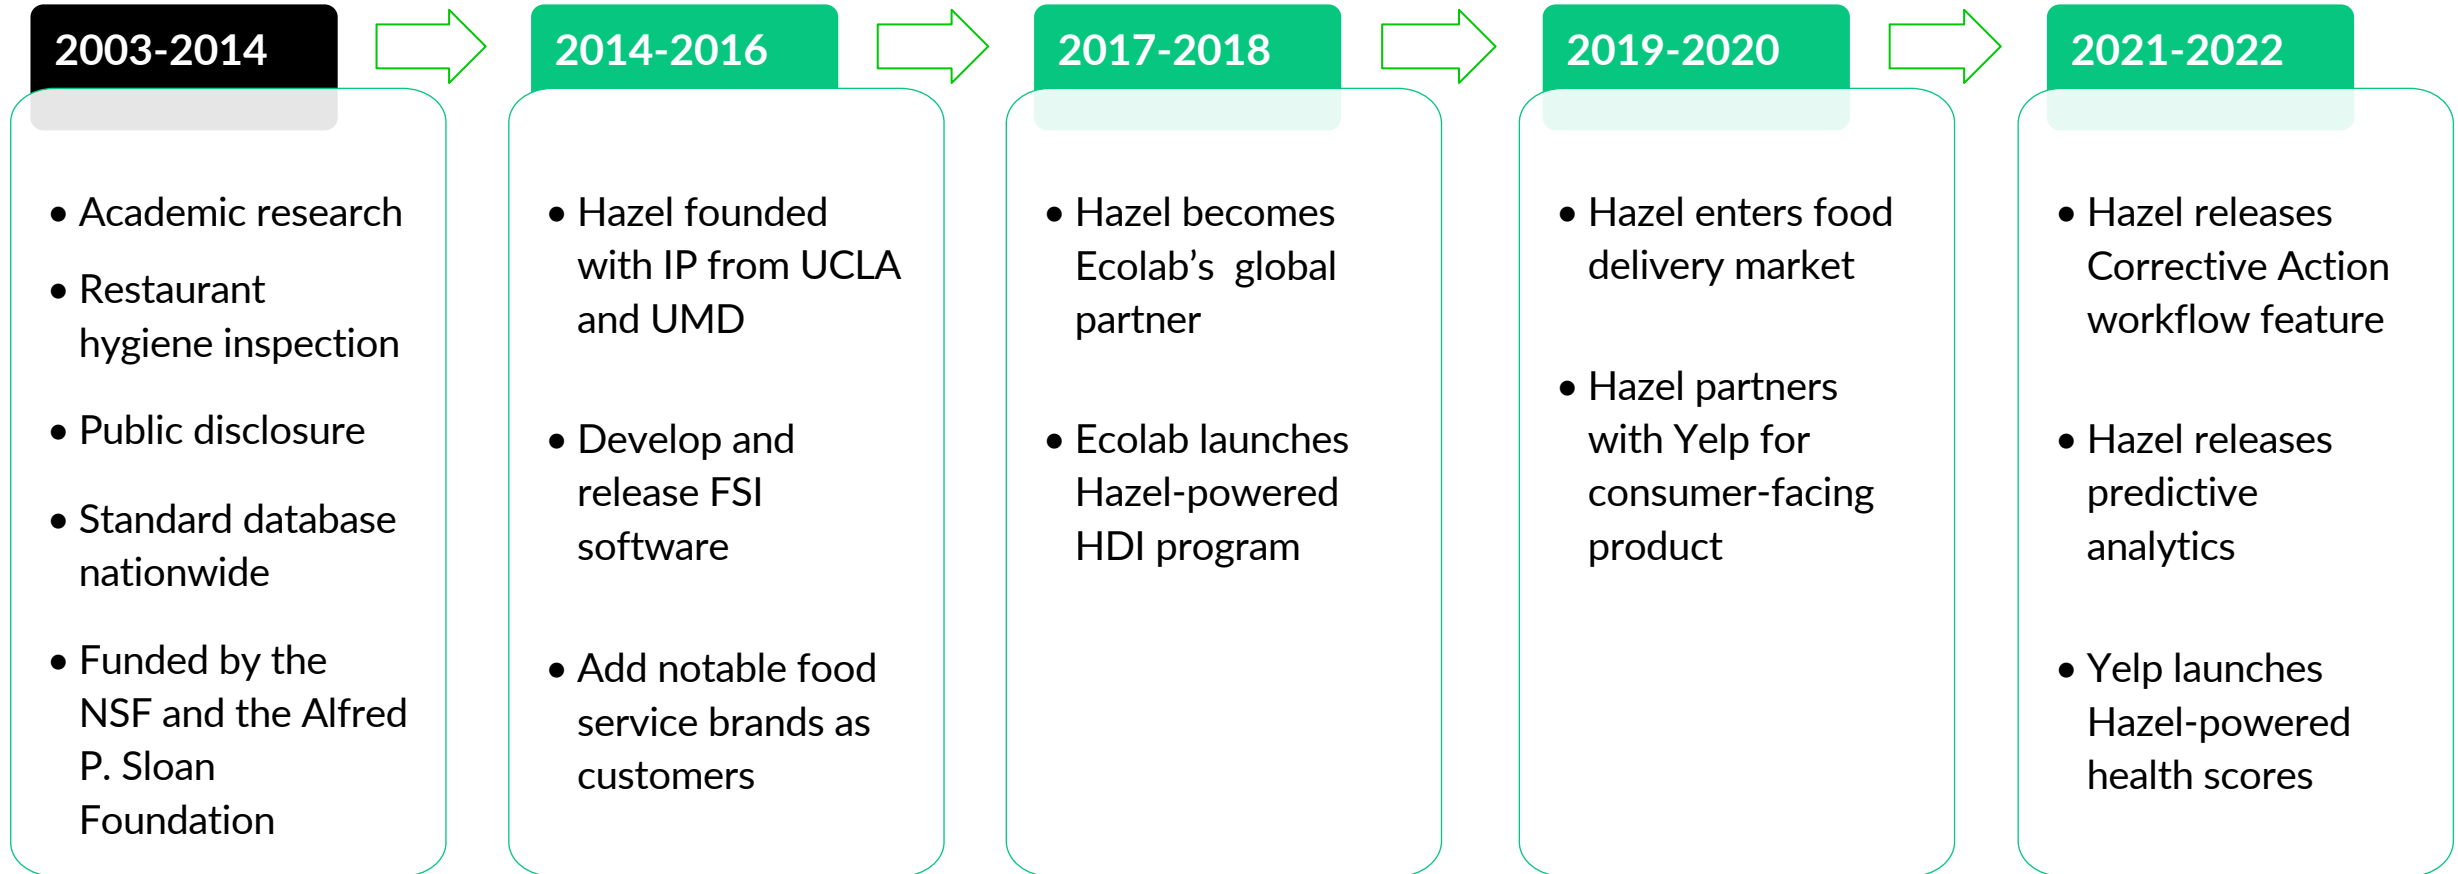 2003-2014
• Academic research
• Restaurant
hygiene inspection
• Public disclosure
• Standard database
nationwide
• Funded by the
NSF and the Alfred
P. Sloan
Foundation
2014-2016
• Hazel founded
with IP from UCLA
and UMD
• Develop and
release FSI
software
• Add notable food
service brands as
customers
2017-2018
• Hazel becomes
Ecolab’s  global
partner
• Ecolab launches
Hazel-powered
HDI program
2019-2020
• Hazel enters food
delivery market
• Hazel partners
with Yelp for
consumer-facing
product
2021-2022
• Hazel releases
Corrective Action
workflow feature
• Hazel releases
predictive
analytics
• Yelp launches
Hazel-powered
health scores